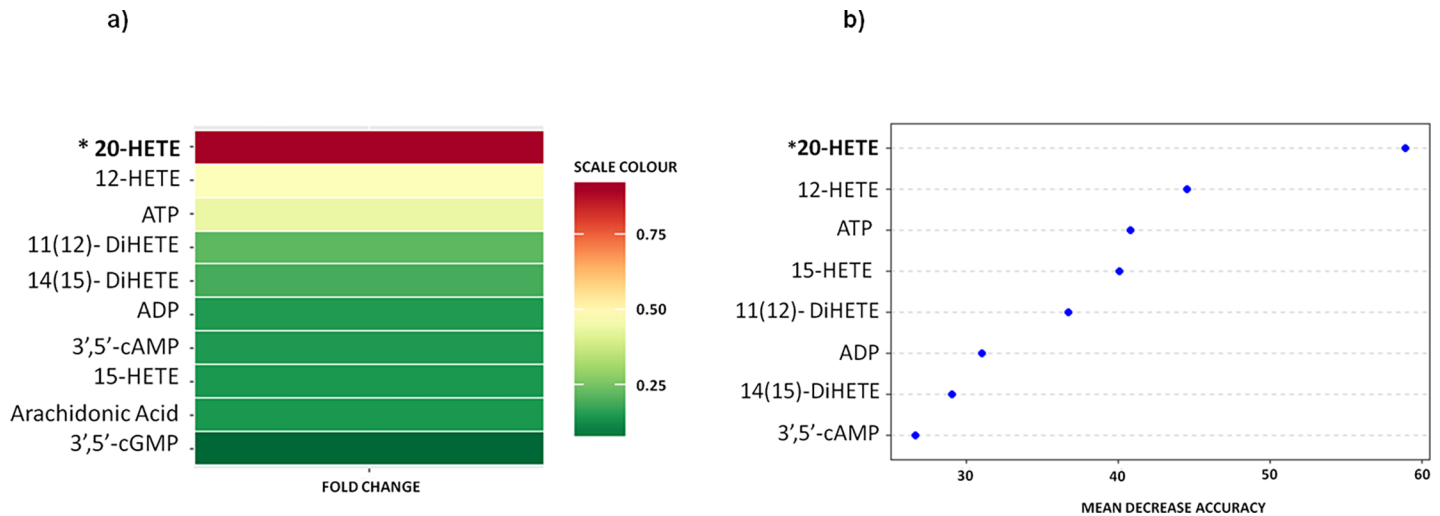 a)
* 20-HETE
12-HETE
ATP
11(12)- DiHETE
14(15)- DiHETE
ADP
3’,5’-cAMP
15-HETE
Arachidonic Acid
3’,5’-cGMP
FOLD CHANGE
SCALE COLOUR
0.75
0.50
0.25
b)
*20-HETE
12-HETE
ATP
15-HETE
11(12)- DiHETE
ADP
14(15)-DiHETE
3’,5’-cAMP
30 40 50 60
MEAN DECREASE ACCURACY